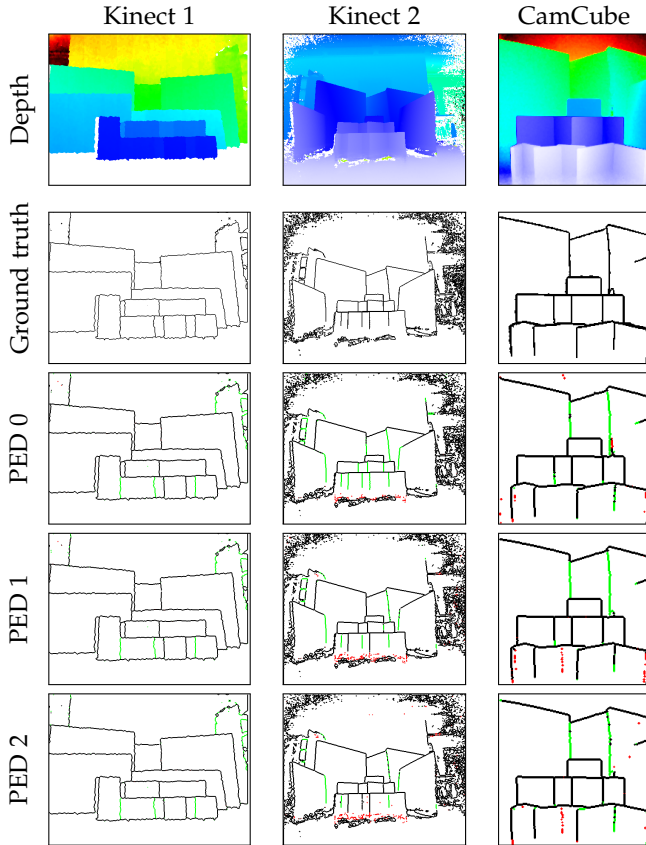 Kinect 1 Kinect 2 CamCube
Depth
Ground truth
PED 0
PED 1
PED 2